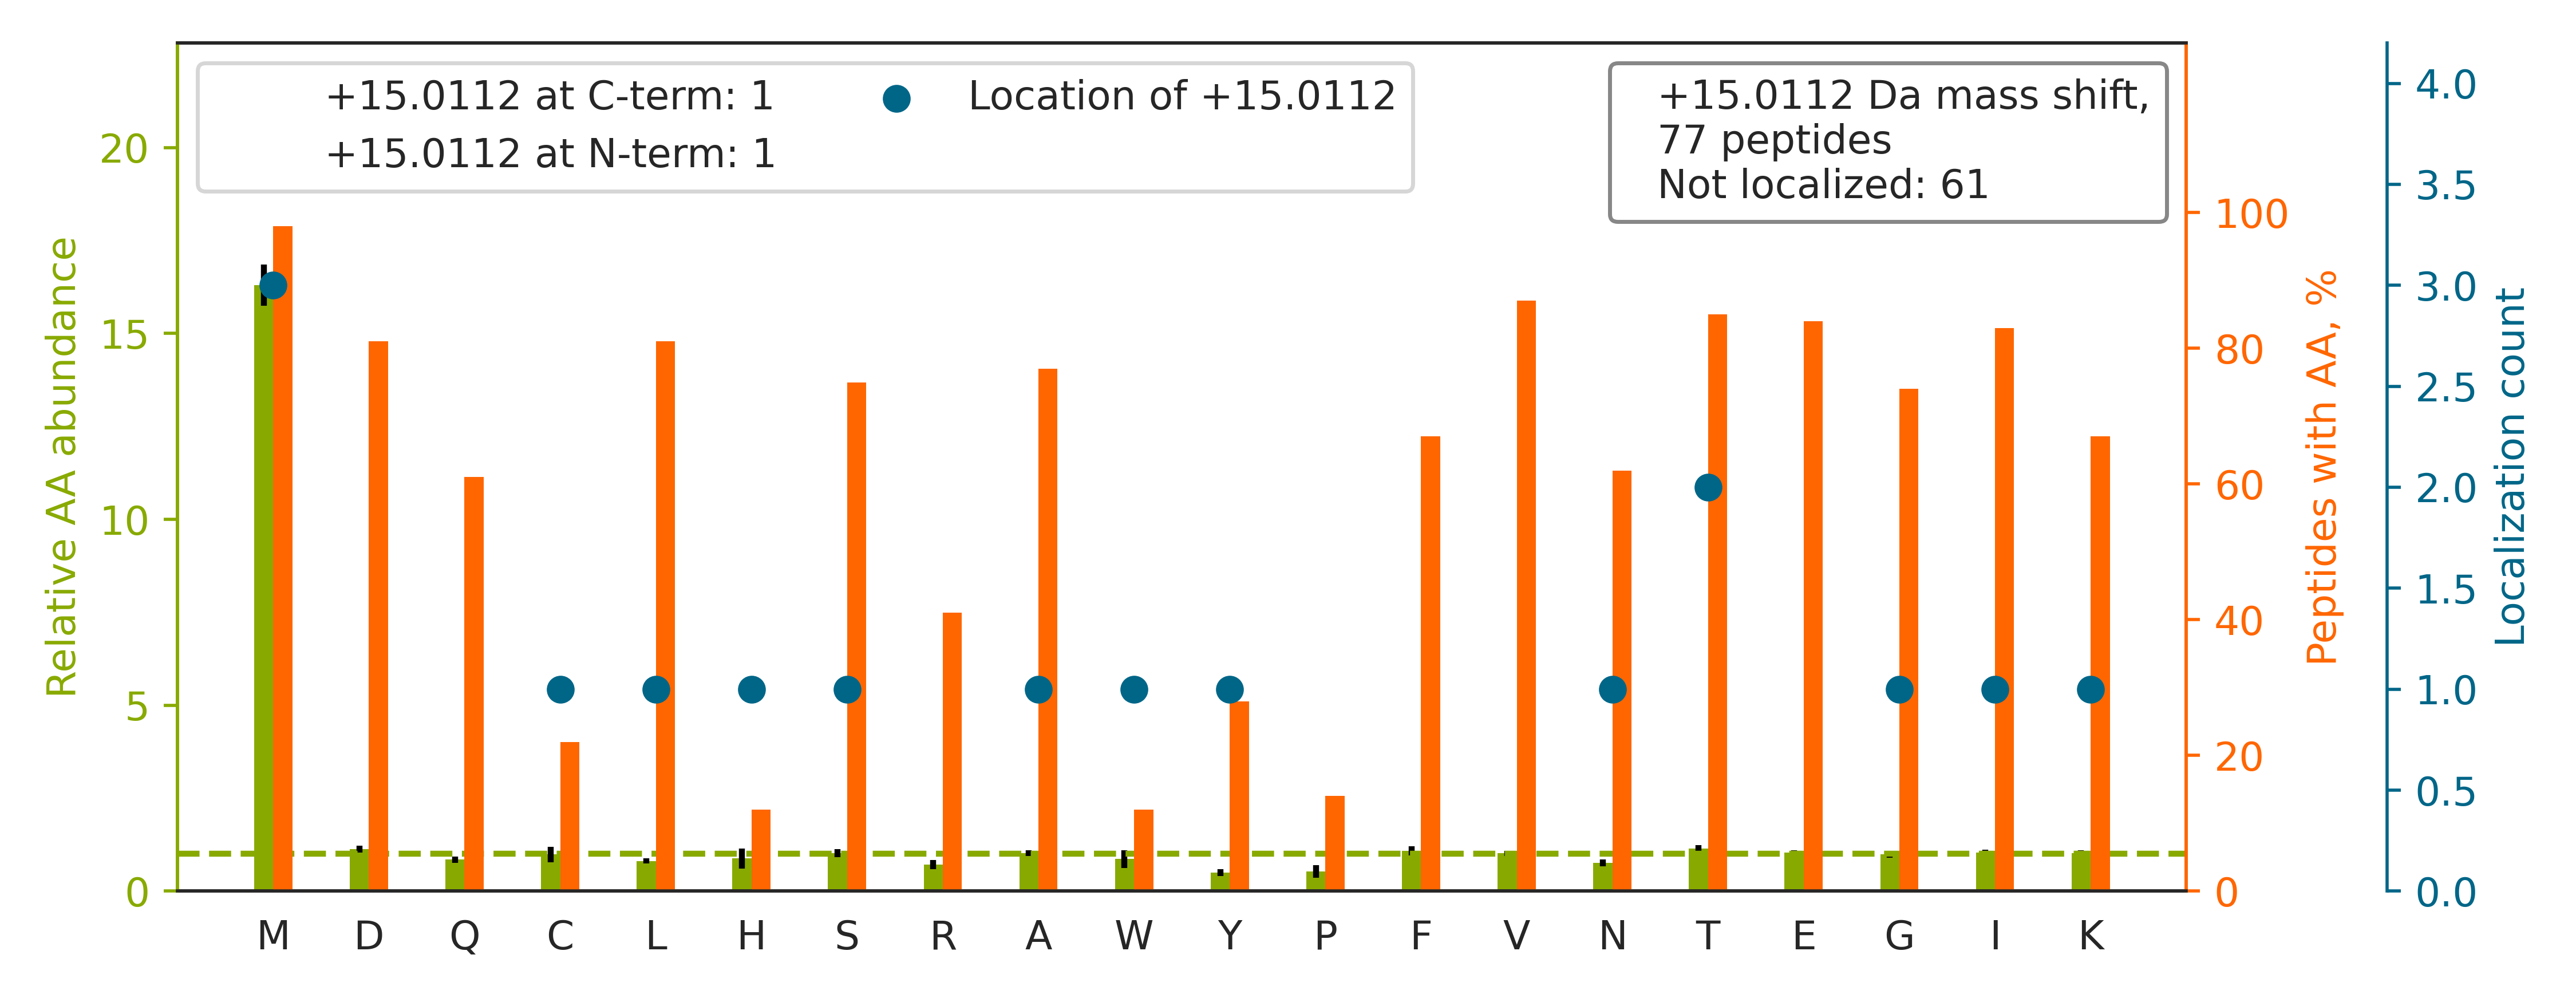 +15.0112 at C-term: 1
+15.0112 at N-term: 1
Location of +15.0112
+15.0112 Da mass shift,
77 peptides
Not localized: 61
Relative AA abundance
20
15
10
5
0
M D Q C L H S R A W Y P F V N T E G I K
100
80
60
40
20
0
Peptides with AA, %
4.0
3.5
3.0
2.5
2.0
1.5
1.0
0.5
0.0
Localization count